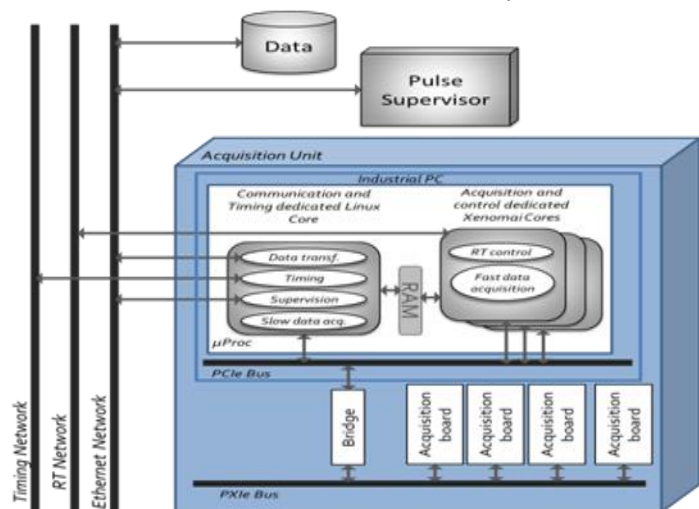 Data
Pulse
Supervisor
Acquisition Unit
Industrial PC
Communication and
Timing dedicated Linux
Core
Acquisition and
control dedicated
Xenomai Cores
Data transf.
Timing
Supervision
Slow data acq.
RAM
RT control
Fast data
acquisition
µProc
PCIe Bus
Bridge
Acquisition
board
Acquisition
board
Acquisition
board
Acquisition
board
PXIe Bus
Timing Network
RT Network
Ethernet Network